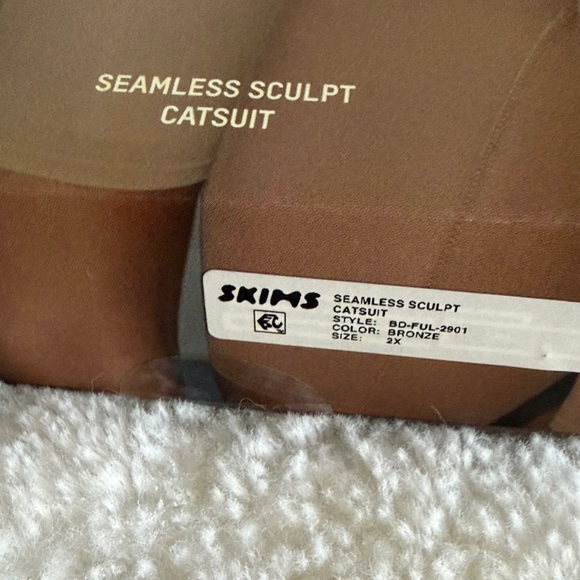 SEAMLESS SCULPT
CATSUIT
SKIMS
SEAMLESS SCULPT
CATSUIT
STYLE: BD-FUL-2901
COLOR: BRONZE
SIZE: 2X